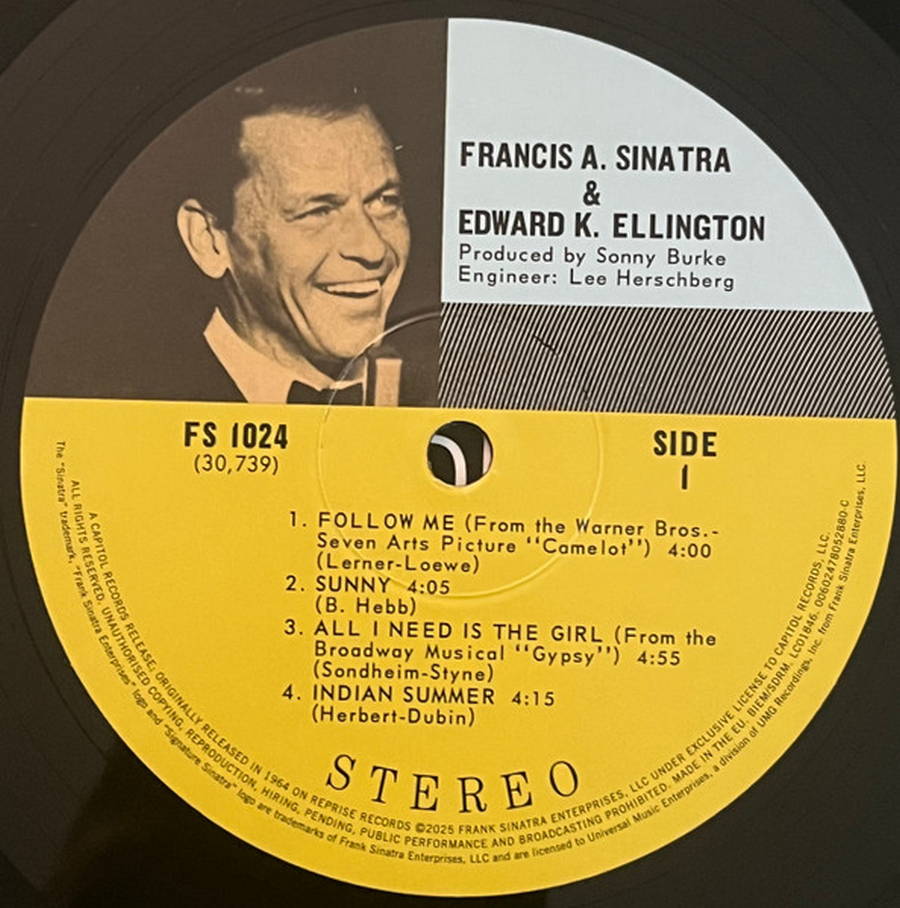 FRANCIS A. SINATRA
&
EDWARD K. ELLINGTON
Produced by Sonny Burke
Engineer: Lee Herschberg
FS 1024
(30,739)
SIDE
1
1. FOLLOW ME (From the Warner Bros.-
Seven Arts Picture "Camelot") 4:00
(Lerner-Loewe)
2. SUNNY 4:05
(B. Hebb)
3. ALL I NEED IS THE GIRL (From the
Broadway Musical "Gypsy") 4:55
(Sondheim-Styne)
4. INDIAN SUMMER 4:15
(Herbert-Dubin)
STEREO
A CAPITOL RECORDS RELEASE; ORIGINALLY RELEASED IN 1964 ON REPRISE RECORDS ©2025 FRANK SINATRA ENTERPRISES, LLC UNDER EXCLUSIVE LICENSE TO CAPITOL RECORDS, LLC.
ALL RIGHTS RESERVED. UNAUTHORISED COPYING, REPRODUCTION, HIRING, PENDING, PUBLIC PERFORMANCE AND BROADCASTING PROHIBITED. MADE IN THE EU. BIEM/SDRM. LC01846. 00602478052880-C
The "Sinatra" trademark, "Frank Sinatra Enterprises" logo and "Signature Sinatra" logo are trademarks of Frank Sinatra Enterprises, LLC and are licensed to Universal Music Enterprises, a division of UMG Recordings, Inc. from Frank Sinatra Enterprises, LLC.